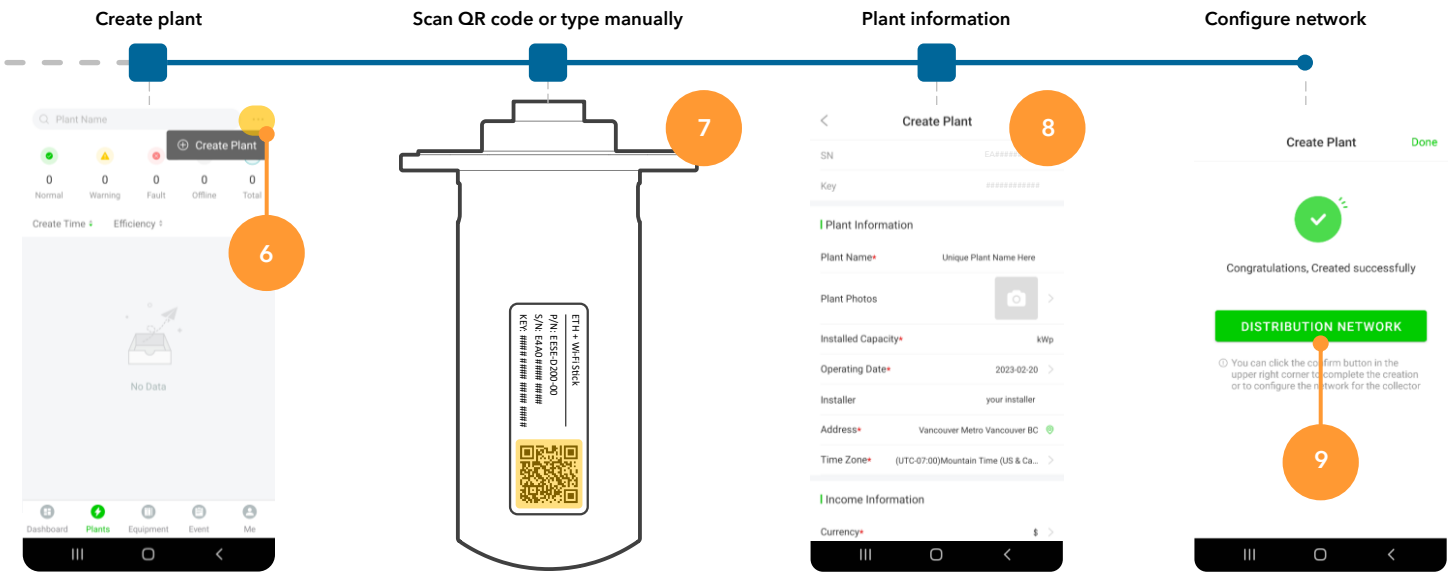 Create plant
Scan QR code or type manually
Plant information
Configure network
Plant Name
...
Create Plant
0
0
0
0
0
Normal
Warning
Fault
Offline
Total
Create Time
Efficiency
6
No Data
Dashboard
Plants
Equipment
Event
Me
7
ETH + Wi-Fi Stick
P/N: EESE-D200-00
S/N: E4A0 #### ####
KEY: #### #### #### ####
8
Create Plant
SN
EA########
Key
############
Plant Information
Plant Name*
Unique Plant Name Here
Plant Photos
Installed Capacity*
kWp
Operating Date*
2023-02-20
Installer
your installer
Address*
Vancouver Metro Vancouver BC
Time Zone*
(UTC-07:00)Mountain Time (US & Ca...
Income Information
Currency*
$
Create Plant
Done
Congratulations, Created successfully
DISTRIBUTION NETWORK
You can click the confirm button in the
upper right corner to complete the creation
or to configure the network for the collector
9